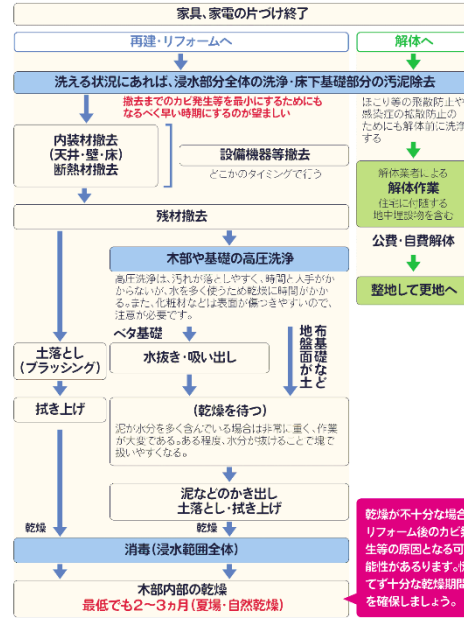 家具、家電の片づけ終了
再建・リフォームへ
解体へ
洗える状況にあれば、浸水部分全体の洗浄・床下基礎部分の汚泥除去
撤去までのカビ発生等を最小にするためにも
なるべく早い時期にするのが望ましい
ほこり等の飛散防止や
感染症の拡散防止の
ためにも解体前に洗浄
する
内装材撤去
(天井・壁・床)
断熱材撤去
設備機器等撤去
どこかのタイミングで行う
解体業者による
解体作業
住宅に付随する
地中埋設物を含む
残材撤去
公費・自費解体
木部や基礎の高圧洗浄
高圧洗浄は、汚れが落としやすく、時間と人手がか
からないが、水を多く使うため乾燥に時間がかか
る。また、化粧材などは表面が傷つきやすいので、
注意が必要です。
整地して更地へ
ベタ基礎
布基礎など
地盤面が土
土落とし
(ブラッシング)
水抜き・吸い出し
拭き上げ
(乾燥を待つ)
泥が水分を多く含んでいる場合は非常に重く、作業
が大変である。ある程度、水分が抜けることで塊で
扱いやすくなる。
泥などのかき出し
土落とし・拭き上げ
乾燥
乾燥
消毒(浸水範囲全体)
木部内部の乾燥
最低でも2〜3ヵ月(夏場・自然乾燥)
乾燥が不十分な場合
リフォーム後のカビ発
生等の原因となる可
能性があります。慌
てず十分な乾燥期間
を確保しましょう。